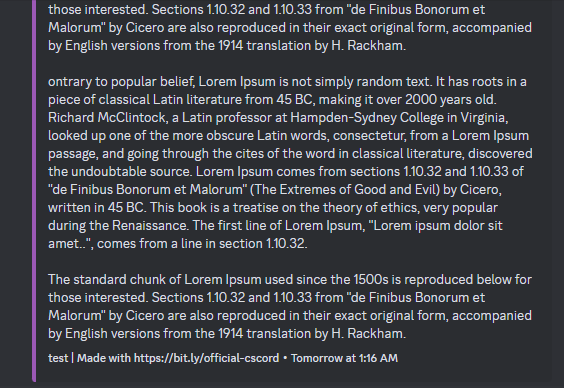 those interested. Sections 1.10.32 and 1.10.33 from "de Finibus Bonorum et
Malorum" by Cicero are also reproduced in their exact original form, accompanied
by English versions from the 1914 translation by H. Rackham.
ontrary to popular belief, Lorem Ipsum is not simply random text. It has roots in a
piece of classical Latin literature from 45 BC, making it over 2000 years old.
Richard McClintock, a Latin professor at Hampden-Sydney College in Virginia,
looked up one of the more obscure Latin words, consectetur, from a Lorem Ipsum
passage, and going through the cites of the word in classical literature, discovered
the undoubtable source. Lorem Ipsum comes from sections 1.10.32 and 1.10.33 of
"de Finibus Bonorum et Malorum" (The Extremes of Good and Evil) by Cicero,
written in 45 BC. This book is a treatise on the theory of ethics, very popular
during the Renaissance. The first line of Lorem Ipsum, "Lorem ipsum dolor sit
amet..", comes from a line in section 1.10.32.
The standard chunk of Lorem Ipsum used since the 1500s is reproduced below for
those interested. Sections 1.10.32 and 1.10.33 from "de Finibus Bonorum et
Malorum" by Cicero are also reproduced in their exact original form, accompanied
by English versions from the 1914 translation by H. Rackham.
test | Made with https://bit.ly/official-cscord • Tomorrow at 1:16 AM